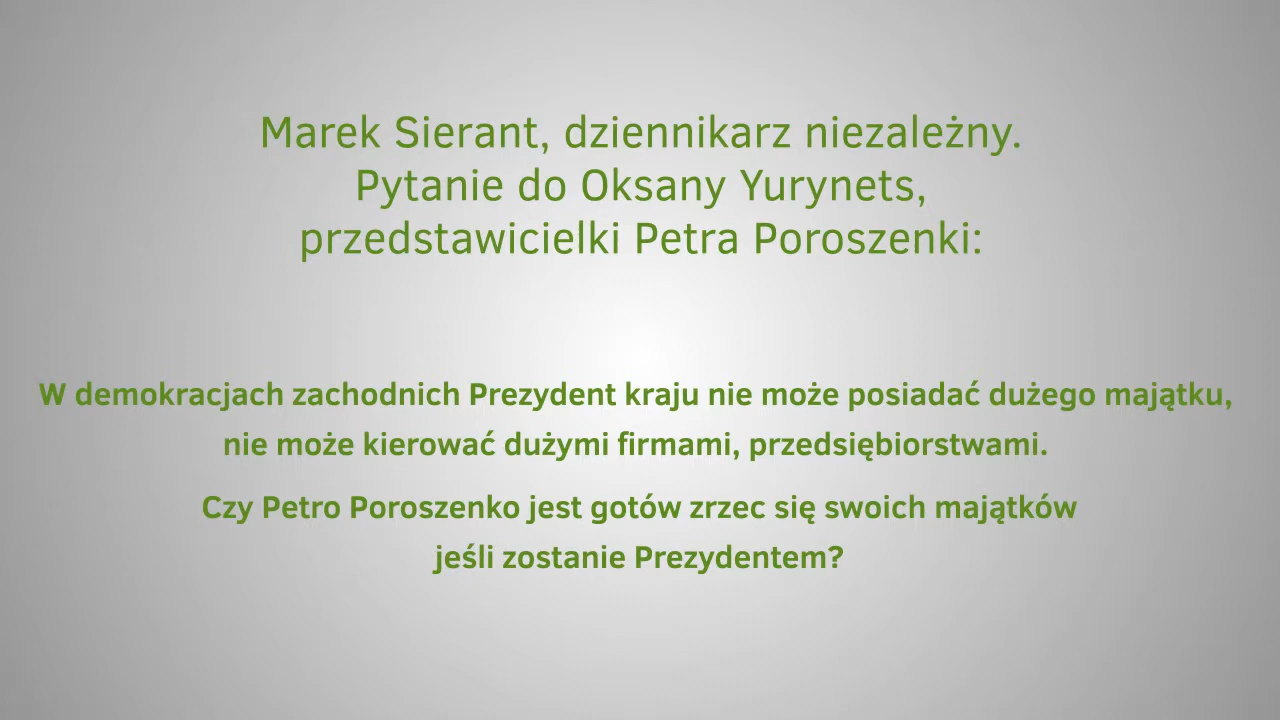 Marek Sierant, dziennikarz niezależny.
Pytanie do Oksany Yurynets,
przedstawicielki Petra Poroszenki:
W demokracjach zachodnich Prezydent kraju nie może posiadać dużego majątku,
nie może kierować dużymi firmami, przedsiębiorstwami.
Czy Petro Poroszenko jest gotów zrzec się swoich majątków
jeśli zostanie Prezydentem?